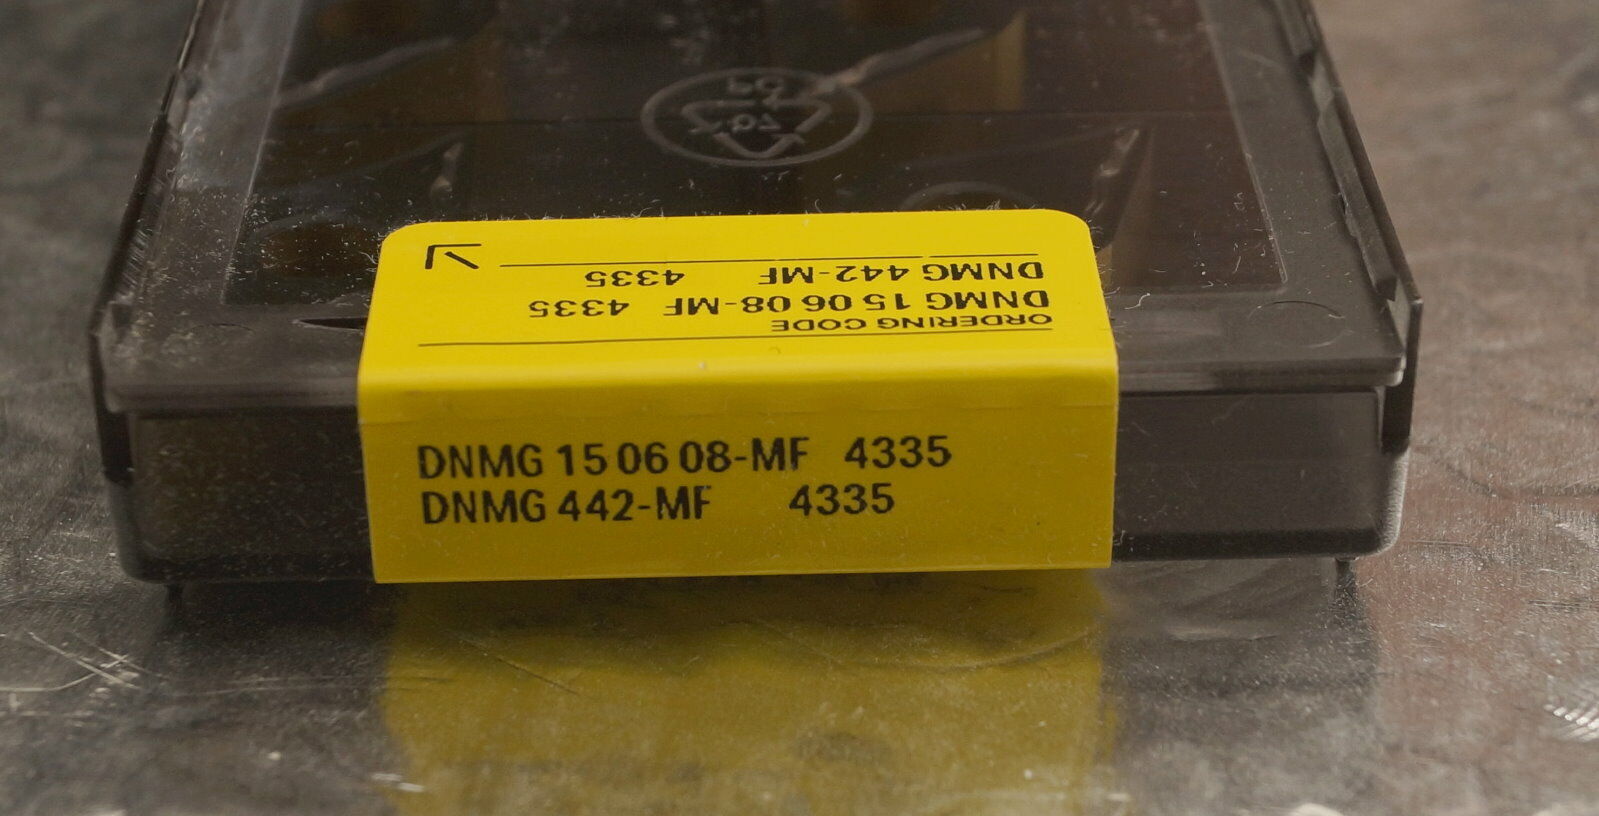 DNMG 442-MF 4335
DNMG 15 06 08-MF 4335
ORDERING CODE
DNMG 15 06 08-MF 4335
DNMG 442-MF 4335